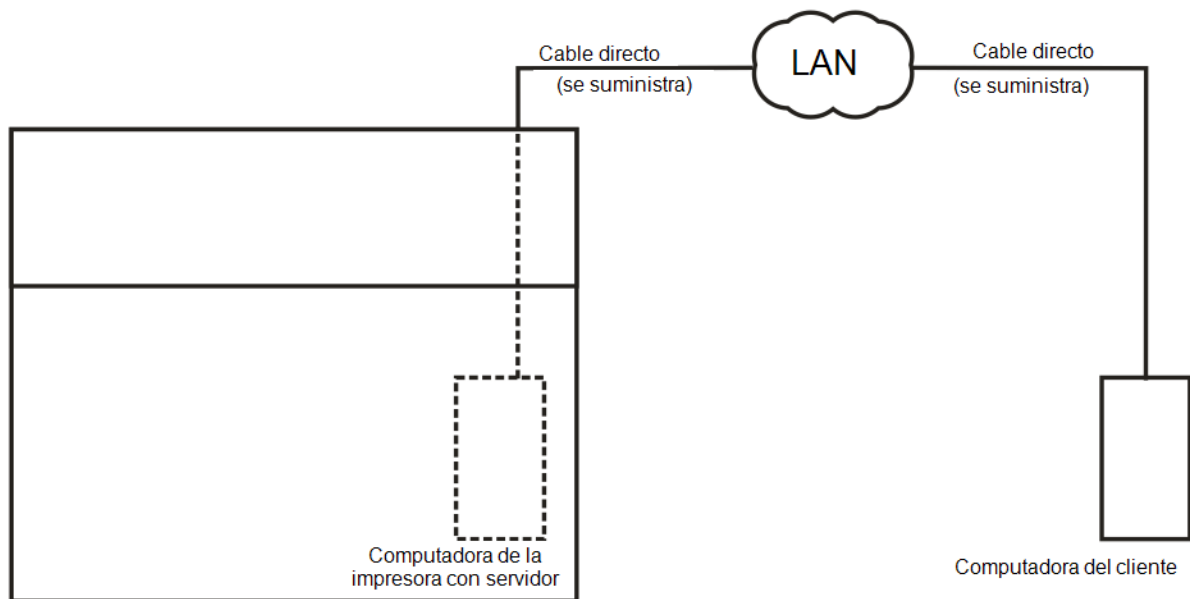 Cable directo
(se suministra)
LAN
Cable directo
(se suministra)
Computadora de la
impresora con servidor
Computadora del cliente